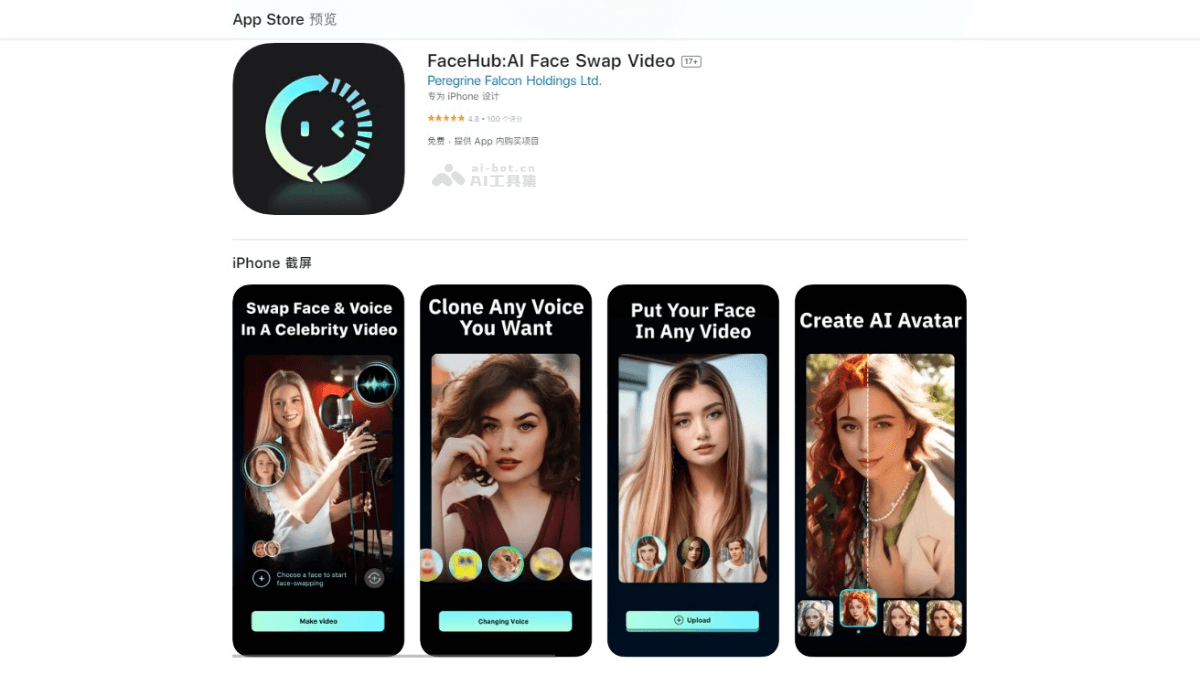 App Store 预览
FaceHub:AI Face Swap Video 17+
Peregrine Falcon Holdings Ltd.
专为 iPhone 设计
★★★★★ 4.8 • 100 个评分
免费 · 提供 App 内购买项目
ai-bot.cn
AI工具集
iPhone 截屏
Swap Face & Voice
In A Celebrity Video
Choose a face to start
face-swapping
Make video
Clone Any Voice
You Want
Changing Voice
Put Your Face
In Any Video
Upload
Create AI Avatar